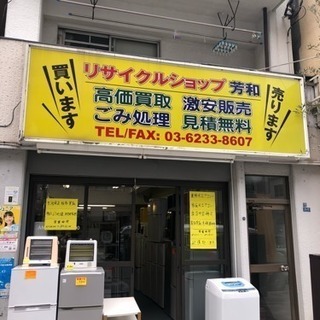 買います
リサイクルショップ 芳和
高価買取 激安販売
ごみ処理 見積無料
TEL/FAX: 03-6233-8607
売ります